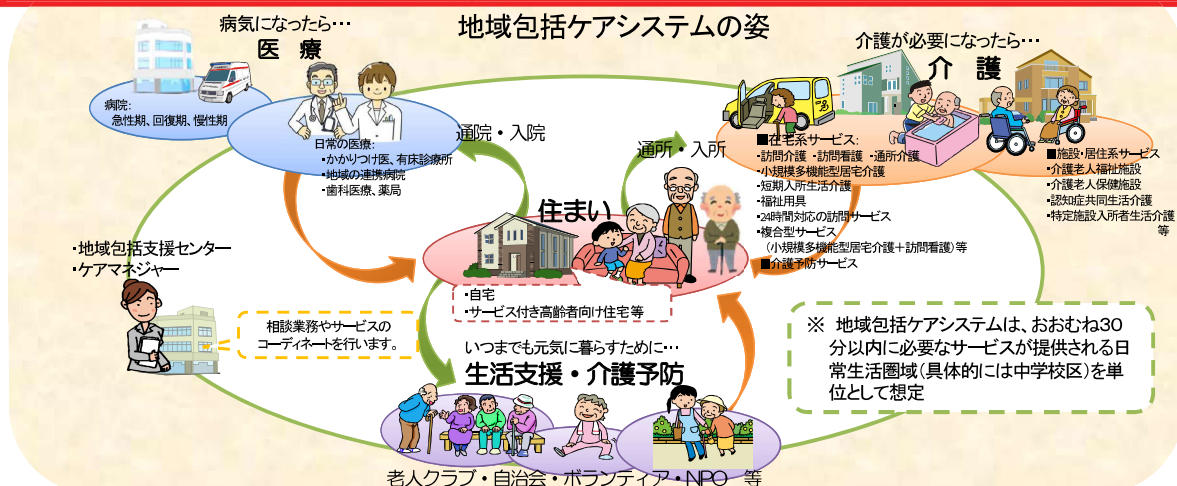 地域包括ケアシステムの姿
病気になったら…
医 療
病院:
急性期、回復期、慢性期
日常の医療:
・かかりつけ医、有床診療所
・地域の連携病院
・歯科医療、薬局
通院・入院
通所・入所
介護が必要になったら…
介 護
■在宅系サービス:
・訪問介護 ・訪問看護 ・通所介護
・小規模多機能型居宅介護
・短期入所生活介護
・福祉用具
・24時間対応の訪問サービス
・複合型サービス
(小規模多機能型居宅介護+訪問看護)等
■介護予防サービス
■施設・居住系サービス
・介護老人福祉施設
・介護老人保健施設
・認知症共同生活介護
・特定施設入所者生活介護
等
住まい
・自宅
・サービス付き高齢者向け住宅等
・地域包括支援センター
・ケアマネジャー
相談業務やサービスの
コーディネートを行います。
いつまでも元気に暮らすために…
生活支援・介護予防
老人クラブ・自治会・ボランティア・NPO 等
※ 地域包括ケアシステムは、おおむね30
分以内に必要なサービスが提供される日
常生活圏域(具体的には中学校区)を単
位として想定